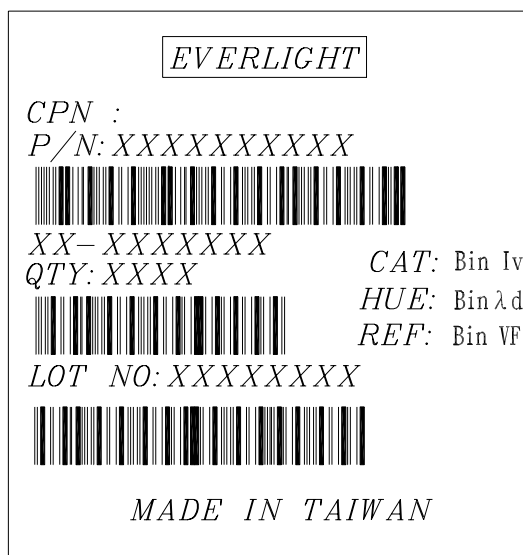 EVERLIGHT
CPN :
P/N: XXXXXXXXXX
XX-XXXXXXX
QTY: XXXX
CAT: Bin Iv
HUE: Bin λd
REF: Bin VF
LOT NO: XXXXXXXX
MADE IN TAIWAN